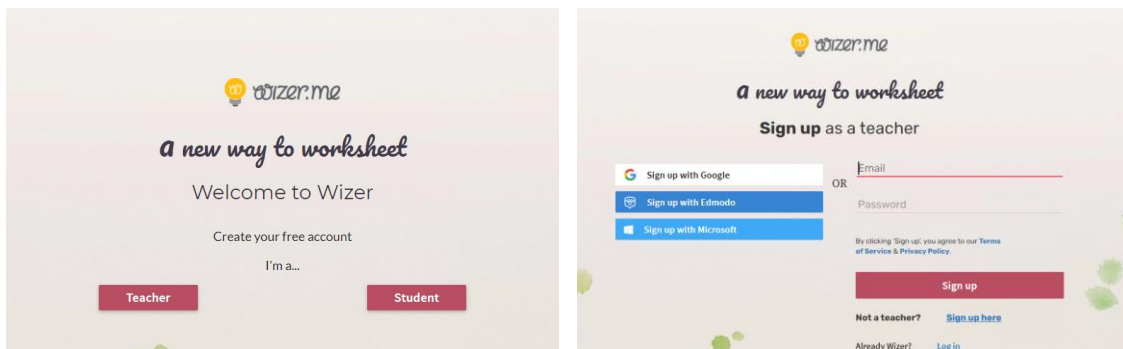 wizer.me
a new way to worksheet
Welcome to Wizer
Create your free account
I'm a...
Teacher
Student
wizer.me
a new way to worksheet
Sign up as a teacher
Sign up with Google
Sign up with Edmodo
Sign up with Microsoft
OR
Email
Password
By clicking 'Sign up', you agree to our Terms
of Service & Privacy Policy.
Sign up
Not a teacher? Sign up here
Already Wizer? Log in